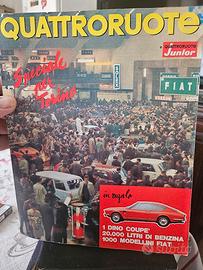 QUATTRORUOTE
QUATTRORUOTE
Junior
Speciale
per
Torino
FIAT
in regalo
1 DINO COUPE'
20.000 LITRI DI BENZINA
1000 MODELLINI FIAT
Subito